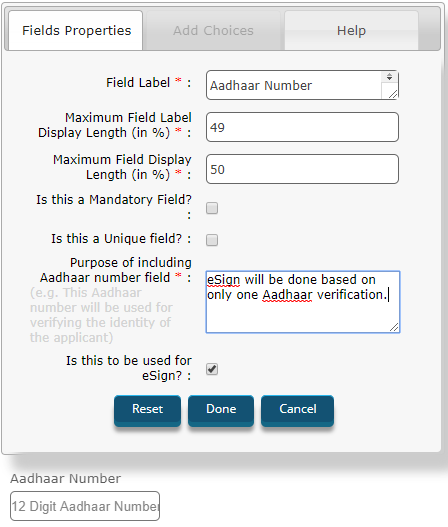 Fields Properties
Add Choices
Help
Field Label * :
Aadhaar Number
Maximum Field Label
Display Length (in %) * :
49
Maximum Field Display
Length (in %) * :
50
Is this a Mandatory Field?
:
Is this a Unique field? :
Purpose of including
Aadhaar number field * :
(e.g. This Aadhaar
number will be used for
verifying the identity of
the applicant)
eSign will be done based on
only one Aadhaar verification.
Is this to be used for
eSign? :
Reset
Done
Cancel
Aadhaar Number
12 Digit Aadhaar Number